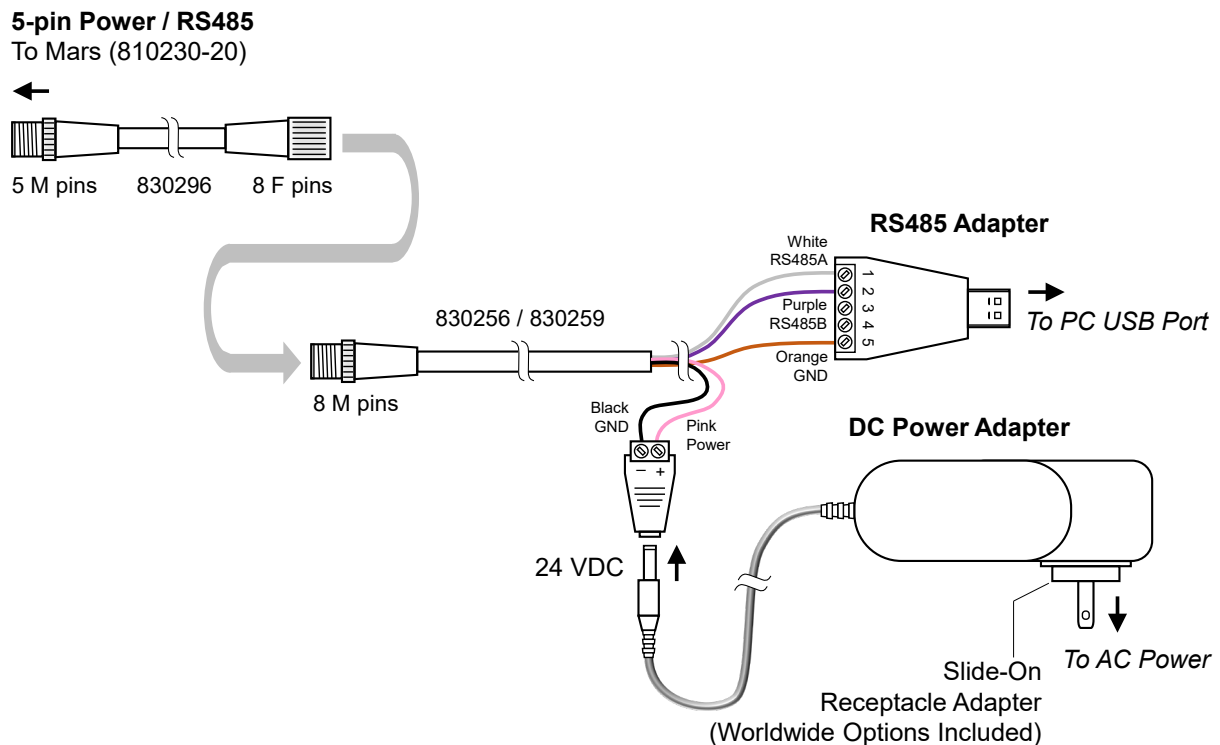 5-pin Power / RS485
To Mars (810230-20)
5 M pins
830296
8 F pins
RS485 Adapter
White
RS485A
1
2
3
4
5
Purple
RS485B
Orange
GND
To PC USB Port
830256 / 830259
8 M pins
Black
GND
Pink
Power
− +
DC Power Adapter
24 VDC
To AC Power
Slide-On
Receptacle Adapter
(Worldwide Options Included)